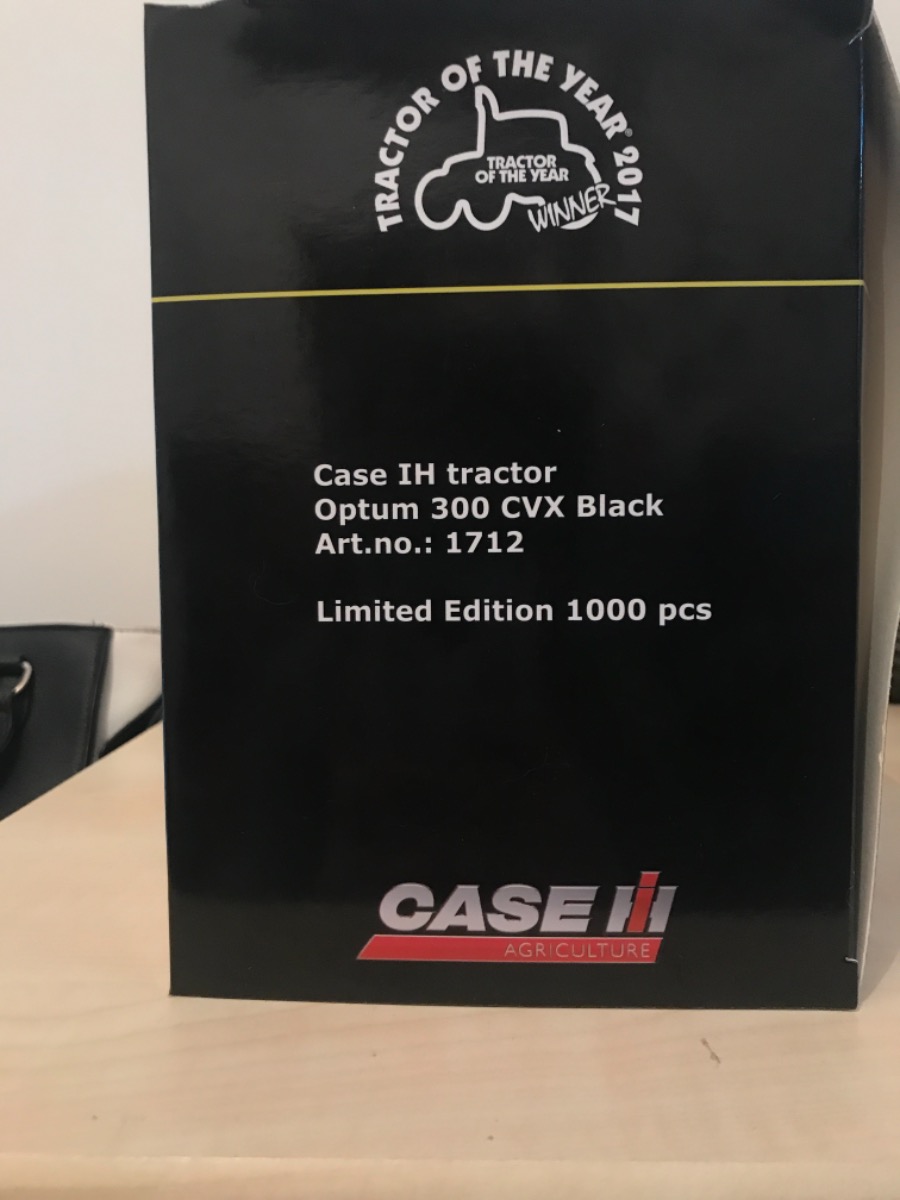 TRACTOR OF THE YEAR® 2017
TRACTOR
OF THE YEAR
WINNER
Case IH tractor
Optum 300 CVX Black
Art.no.: 1712
Limited Edition 1000 pcs
CASE IH
AGRICULTURE